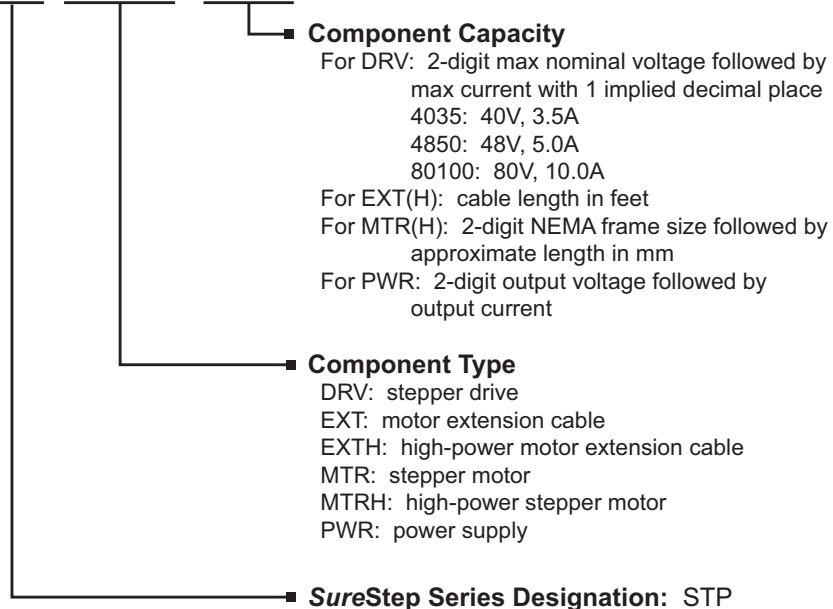 Component Capacity
For DRV: 2-digit max nominal voltage followed by
max current with 1 implied decimal place
4035: 40V, 3.5A
4850: 48V, 5.0A
80100: 80V, 10.0A
For EXT(H): cable length in feet
For MTR(H): 2-digit NEMA frame size followed by
approximate length in mm
For PWR: 2-digit output voltage followed by
output current
Component Type
DRV: stepper drive
EXT: motor extension cable
EXTH: high-power motor extension cable
MTR: stepper motor
MTRH: high-power stepper motor
PWR: power supply
SureStep Series Designation: STP